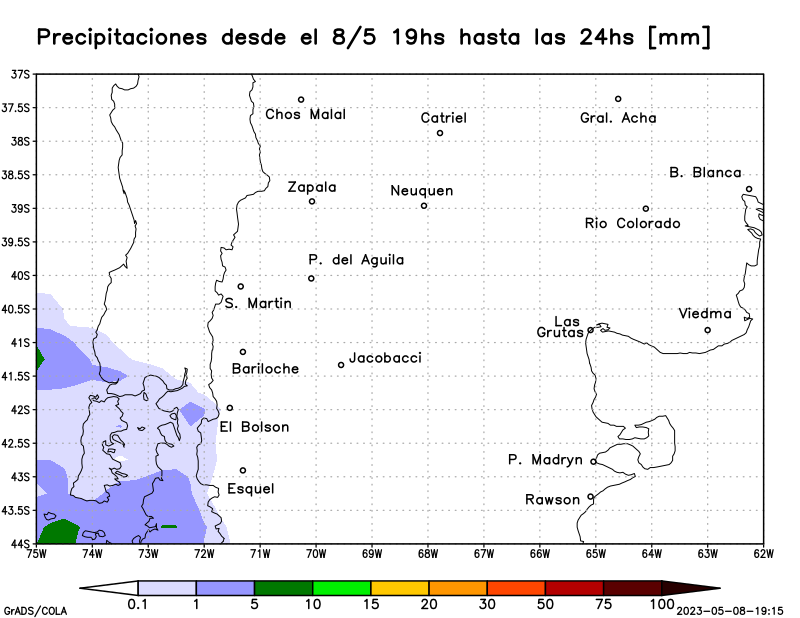 Precipitaciones desde el 8/5 19hs hasta las 24hs [mm]
37S
37.5S
38S
38.5S
39S
39.5S
40S
40.5S
41S
41.5S
42S
42.5S
43S
43.5S
44S
Chos Malal
Catriel
Gral. Acha
B. Blanca
Zapala
Neuquen
Rio Colorado
P. del Aguila
S. Martin
Viedma
Las
Grutas
Bariloche
Jacobacci
El Bolson
P. Madryn
Esquel
Rawson
75W 74W 73W 72W 71W 70W 69W 68W 67W 66W 65W 64W 63W 62W
0.1 1 5 10 15 20 30 50 75 100
GrADS/COLA
2023-05-08-19:15